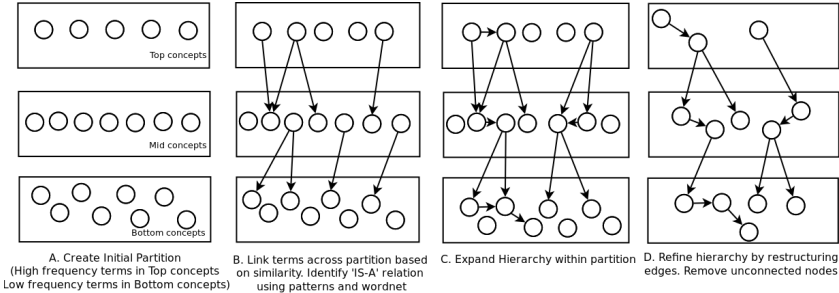 Top concepts
Mid concepts
Bottom concepts
A. Create Initial Partition
(High frequency terms in Top concepts
Low frequency terms in Bottom concepts)
B. Link terms across partition based
on similarity. Identify 'IS-A' relation
using patterns and wordnet
C. Expand Hierarchy within partition
D. Refine hierarchy by restructuring
edges. Remove unconnected nodes